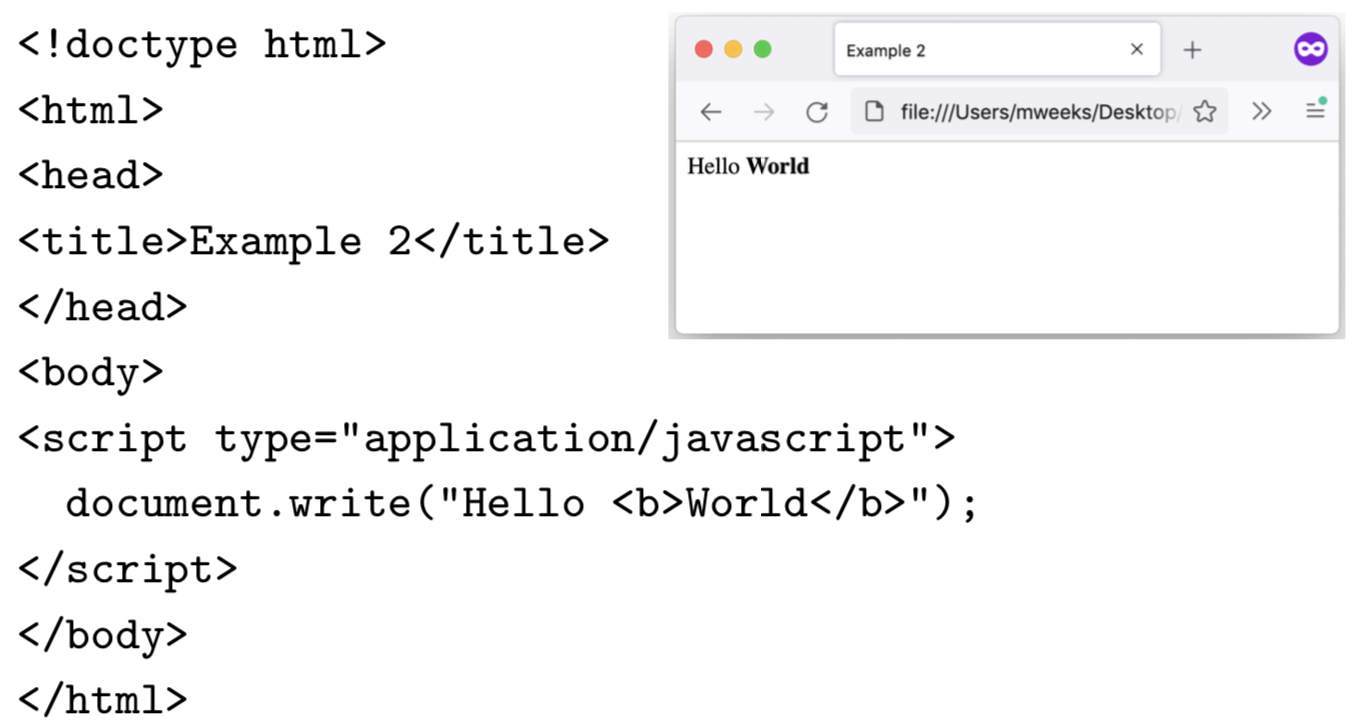 <!doctype html>
<html>
<head>
<title>Example 2</title>
</head>
<body>
<script type="application/javascript">
  document.write("Hello <b>World</b>");
</script>
</body>
</html>
Example 2
file:///Users/mweeks/Desktop/
Hello World